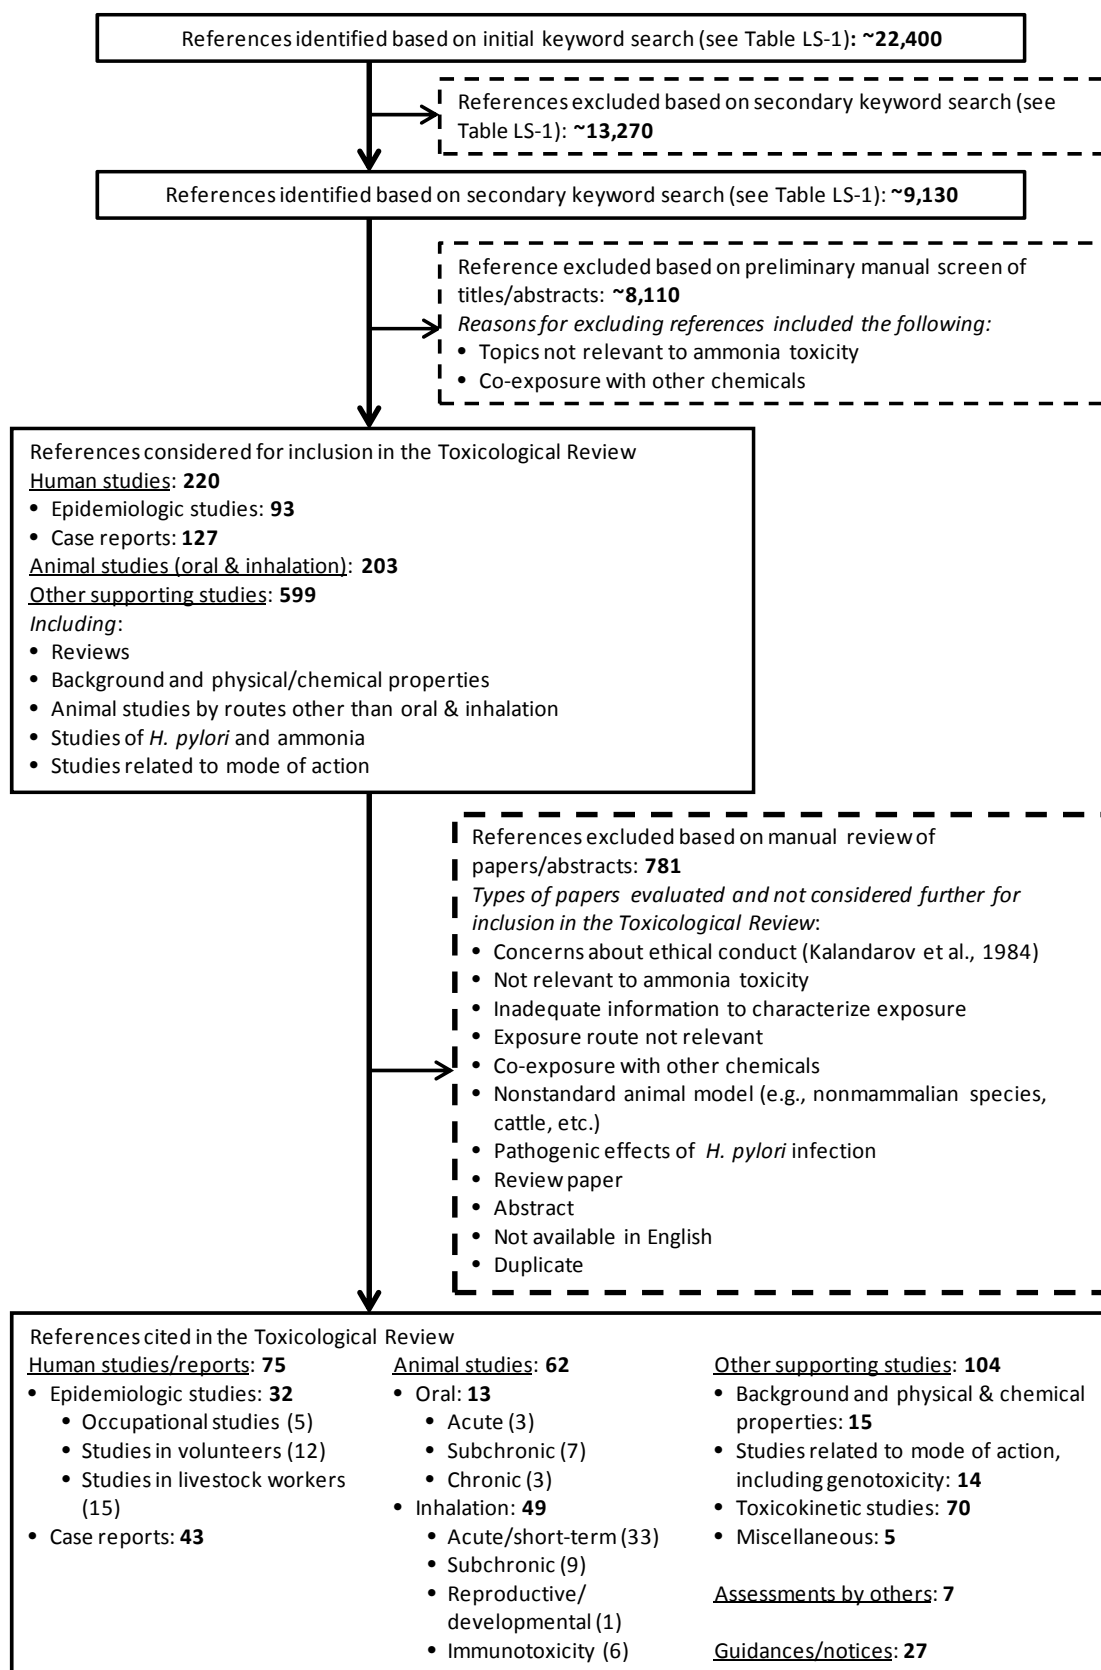 References identified based on initial keyword search (see Table LS-1): ~22,400
References excluded based on secondary keyword search (see
Table LS-1): ~13,270
References identified based on secondary keyword search (see Table LS-1): ~9,130
Reference excluded based on preliminary manual screen of
titles/abstracts: ~8,110
Reasons for excluding references included the following:
• Topics not relevant to ammonia toxicity
• Co-exposure with other chemicals
References considered for inclusion in the Toxicological Review
Human studies: 220
• Epidemiologic studies: 93
• Case reports: 127
Animal studies (oral & inhalation): 203
Other supporting studies: 599
Including:
• Reviews
• Background and physical/chemical properties
• Animal studies by routes other than oral & inhalation
• Studies of H. pylori and ammonia
• Studies related to mode of action
References excluded based on manual review of
papers/abstracts: 781
Types of papers evaluated and not considered further for
inclusion in the Toxicological Review:
• Concerns about ethical conduct (Kalandarov et al., 1984)
• Not relevant to ammonia toxicity
• Inadequate information to characterize exposure
• Exposure route not relevant
• Co-exposure with other chemicals
• Nonstandard animal model (e.g., nonmammalian species,
cattle, etc.)
• Pathogenic effects of H. pylori infection
• Review paper
• Abstract
• Not available in English
• Duplicate
References cited in the Toxicological Review
Human studies/reports: 75
• Epidemiologic studies: 32
• Occupational studies (5)
• Studies in volunteers (12)
• Studies in livestock workers
(15)
• Case reports: 43
Animal studies: 62
• Oral: 13
• Acute (3)
• Subchronic (7)
• Chronic (3)
• Inhalation: 49
• Acute/short-term (33)
• Subchronic (9)
• Reproductive/
developmental (1)
• Immunotoxicity (6)
Other supporting studies: 104
• Background and physical & chemical
properties: 15
• Studies related to mode of action,
including genotoxicity: 14
• Toxicokinetic studies: 70
• Miscellaneous: 5
Assessments by others: 7
Guidances/notices: 27